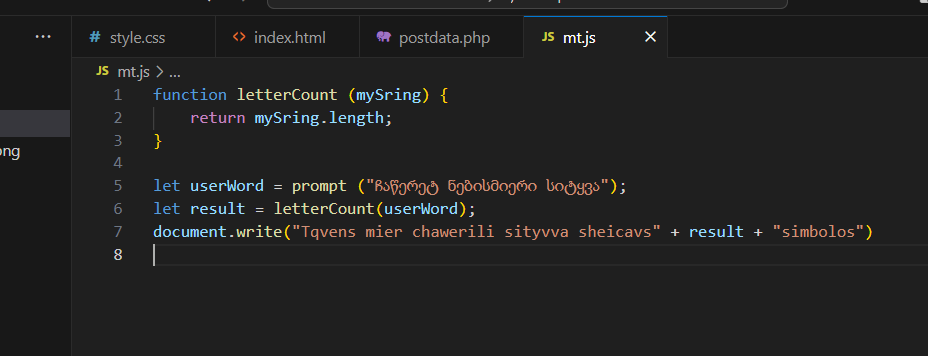 ... # style.css <> index.html postdata.php JS mt.js ✕
JS mt.js > ...
1 function letterCount (mySring) {
2 return mySring.length;
3 }
4
ong
5 let userWord = prompt ("ჩაწერეტ ნებისმიერი სიტყვა");
6 let result = letterCount(userWord);
7 document.write("Tqvens mier chawerili sityvva sheicavs" + result + "simbolos")
8